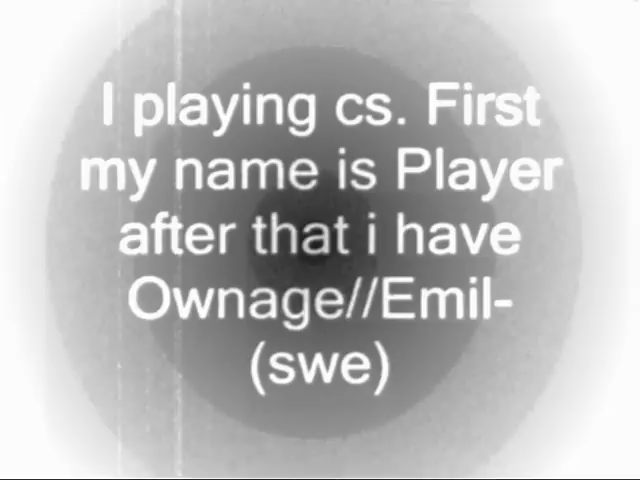 I playing cs. First
my name is Player
after that i have
Ownage//Emil-
(swe)